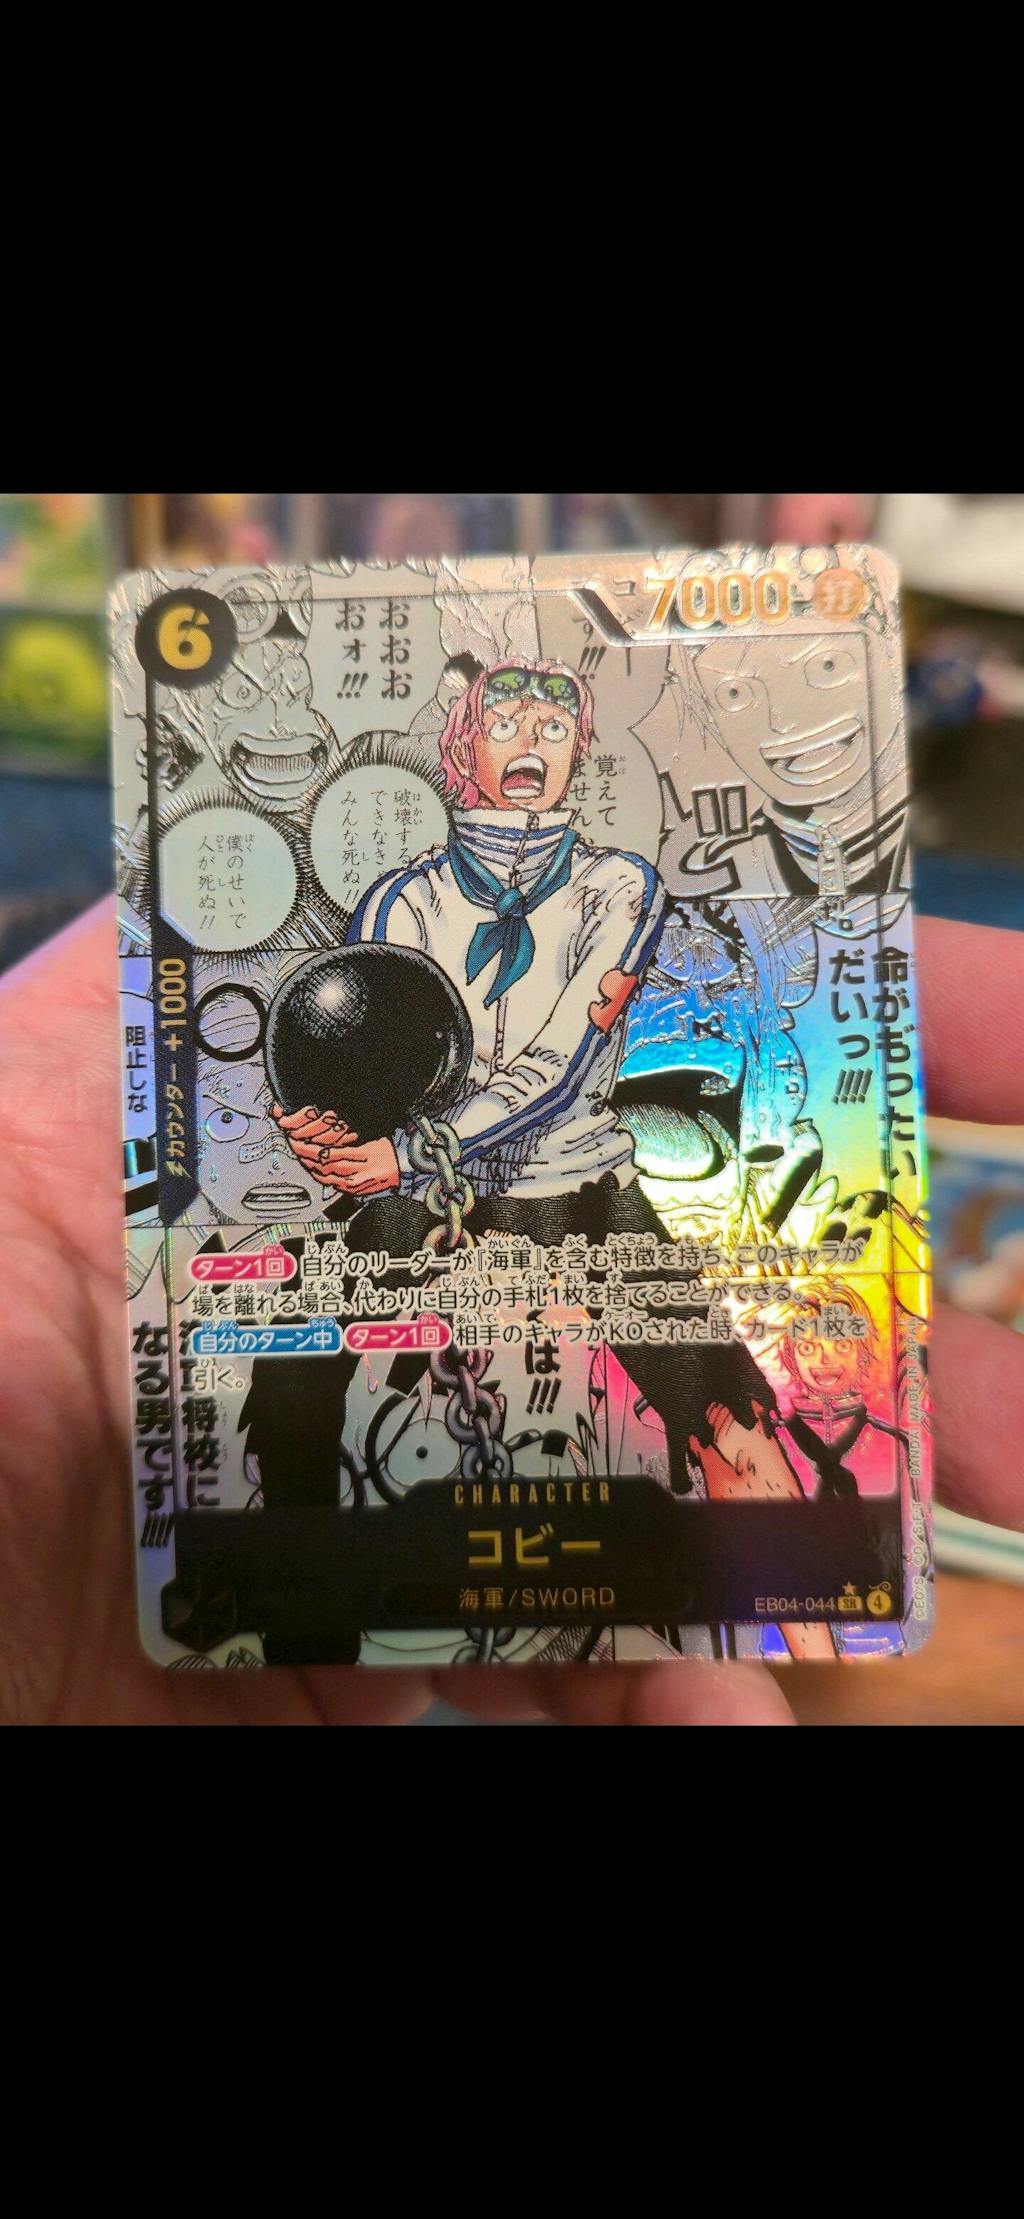 6
7000
打
おおお
おォ!!!
す!!!
覚えて
ません
破壊する
できなき
みんな死ぬ!!
僕のせいで
人が死ぬ!!
命がもったい
だいっ!!!!
阻止しな
カウンター +1000
ターン1回 自分のリーダーが『海軍』を含む特徴を持ち、このキャラが
場を離れる場合、代わりに自分の手札1枚を捨てることができる。
自分のターン中 ターン1回 相手のキャラがKOされた時、カード1枚を
引く。
は!!!
将校に
なる男です!!!!
CHARACTER
コビー
海軍/SWORD
EB04-044 SR 4
BANDAI MADE IN JAPAN